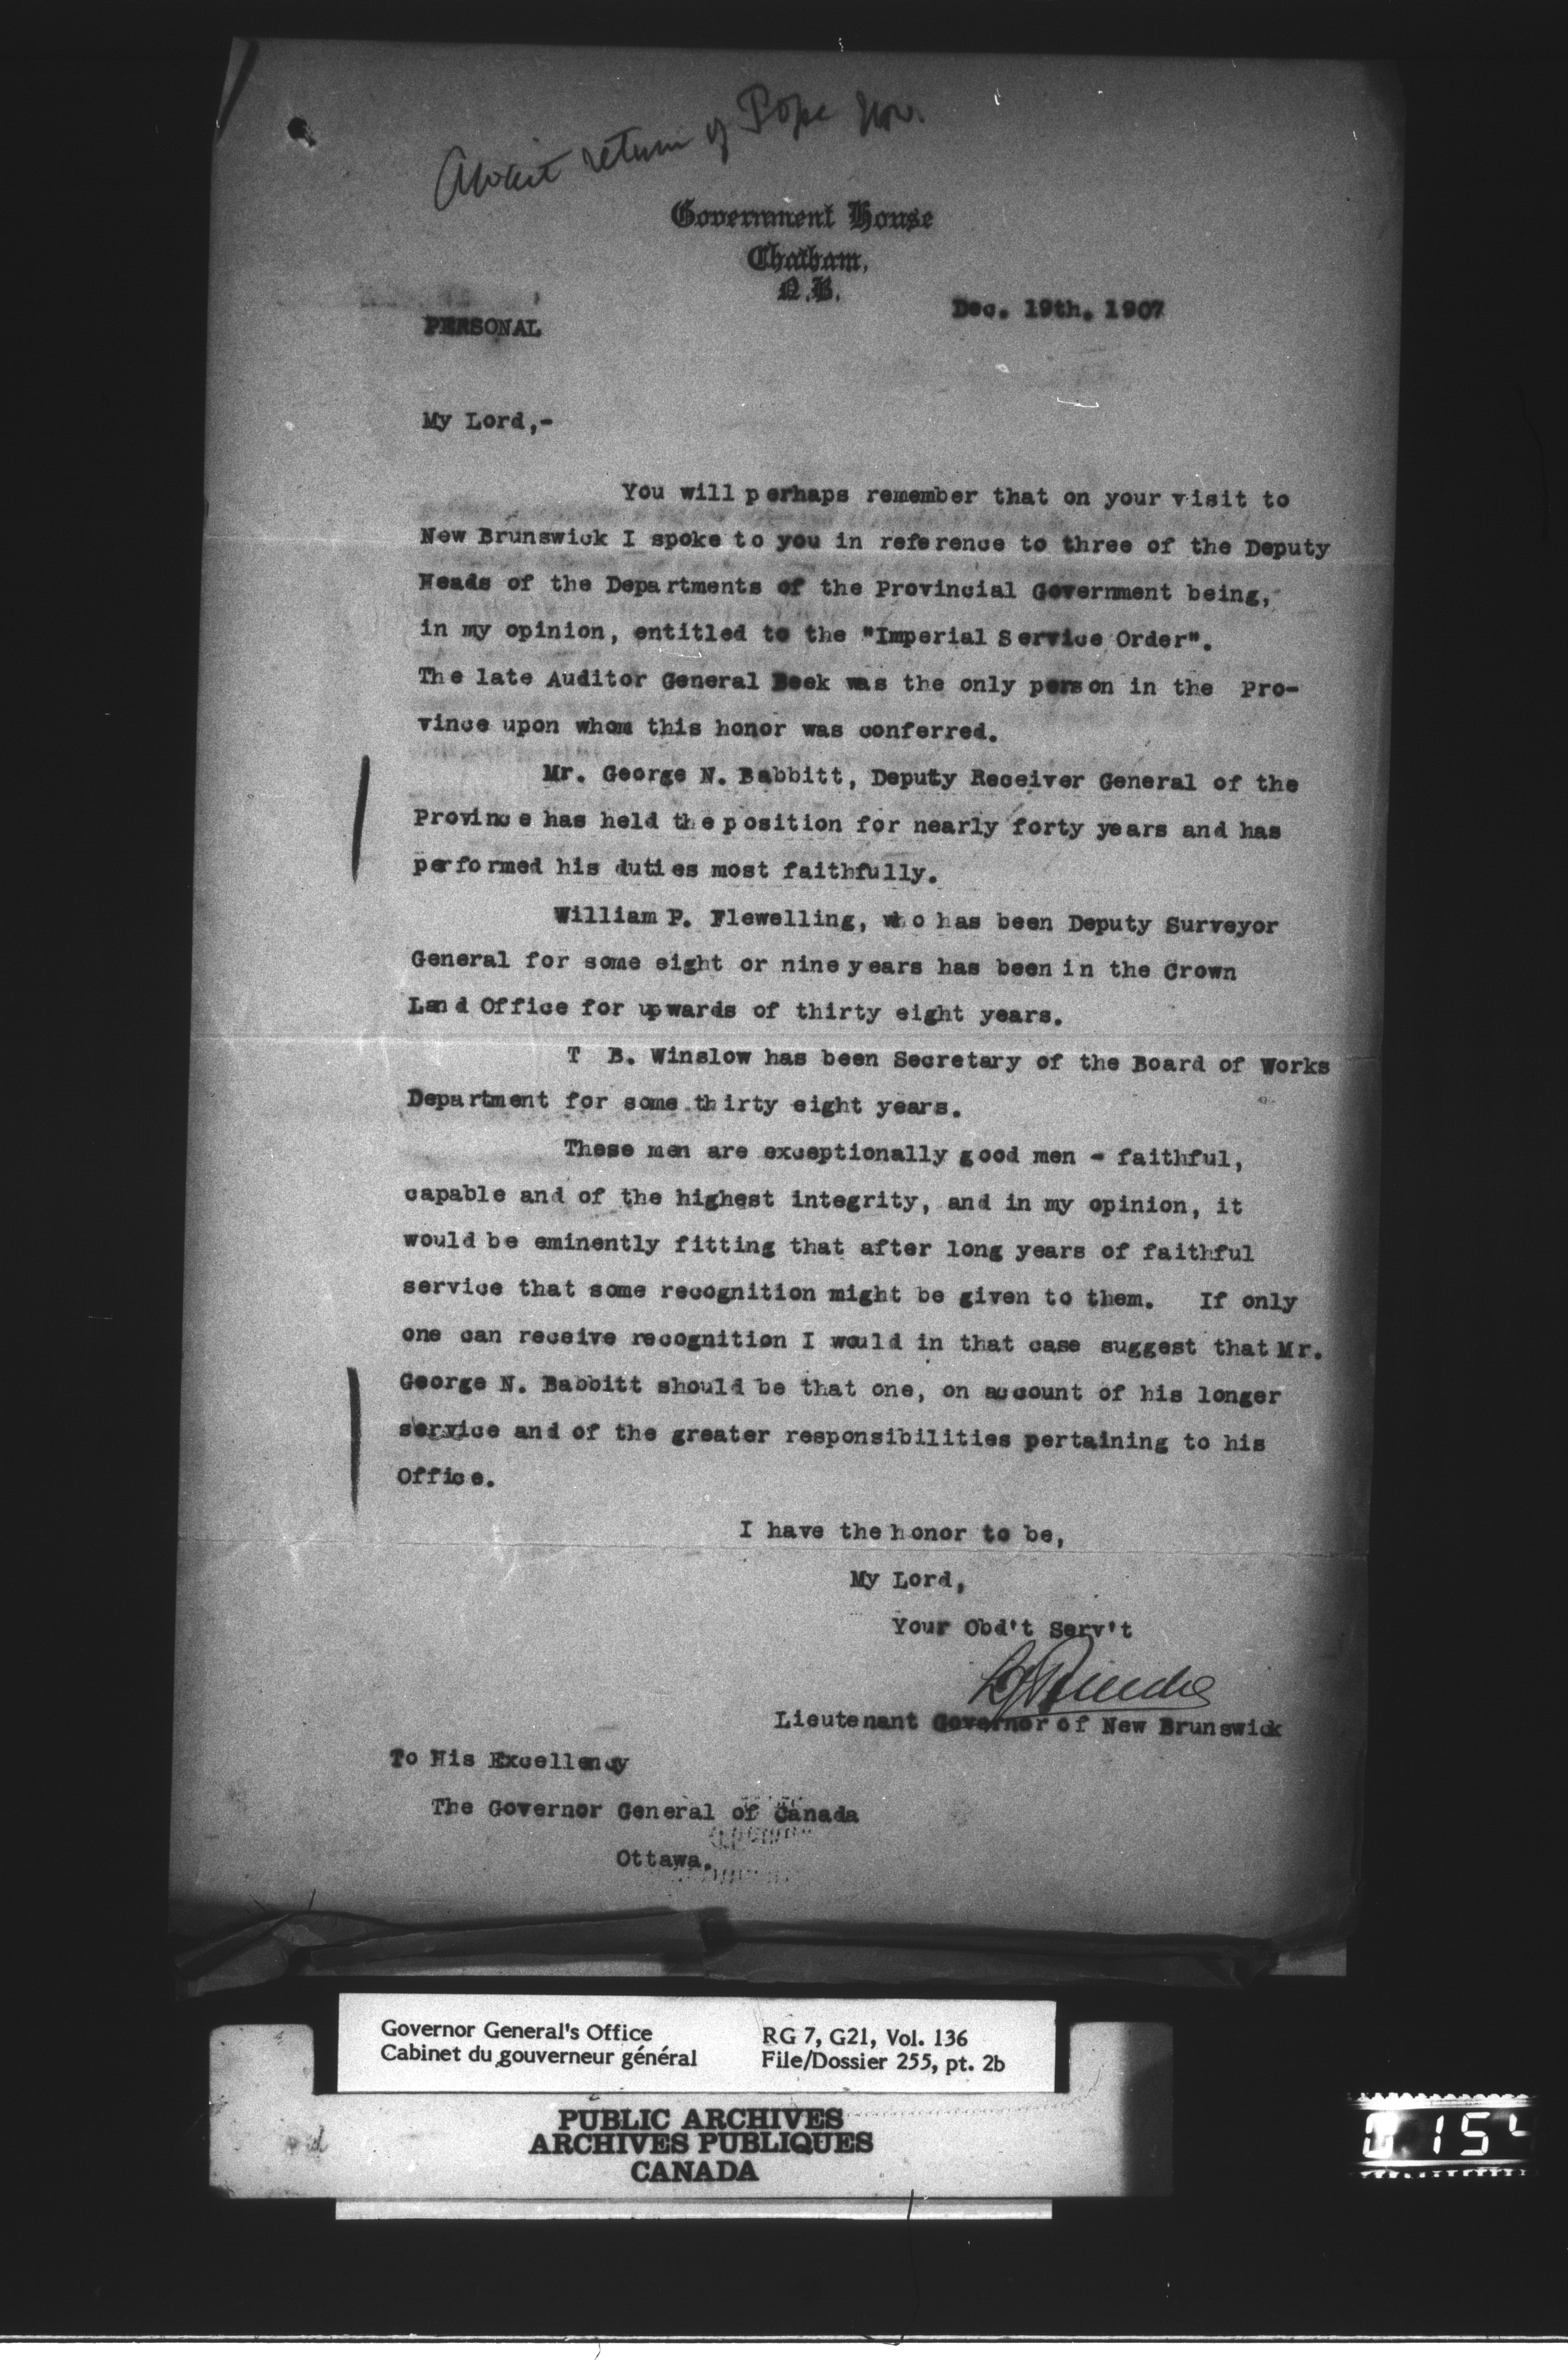 Await return of Pope
Government House
Chatham,
N.B.
Dec. 19th. 1907
PERSONAL
My Lord,-
You will perhaps remember that on your visit to
New Brunswick I spoke to you in reference to three of the Deputy
Heads of the Departments of the Provincial Government being,
in my opinion, entitled to the "Imperial Service Order".
The late Auditor General Beek was the only person in the Pro-
vince upon whom this honor was conferred.
Mr. George N. Babbitt, Deputy Receiver General of the
Province has held the position for nearly forty years and has
performed his duties most faithfully.
William P. Flewelling, who has been Deputy Surveyor
General for some eight or nine years has been in the Crown
Land Office for upwards of thirty eight years.
T B. Winslow has been Secretary of the Board of Works
Department for some thirty eight years.
These men are exceptionally good men - faithful,
capable and of the highest integrity, and in my opinion, it
would be eminently fitting that after long years of faithful
service that some recognition might be given to them. If only
one can receive recognition I would in that case suggest that Mr.
George N. Babbitt should be that one, on account of his longer
service and of the greater responsibilities pertaining to his
Office.
I have the honor to be,
My Lord,
Your Obd't Serv't
Lieutenant Governor of New Brunswick
To His Excellency
The Governor General of Canada
Ottawa.
Governor General's Office RG 7, G21, Vol. 136
Cabinet du gouverneur général File/Dossier 255, pt. 2b
PUBLIC ARCHIVES
ARCHIVES PUBLIQUES
CANADA
154